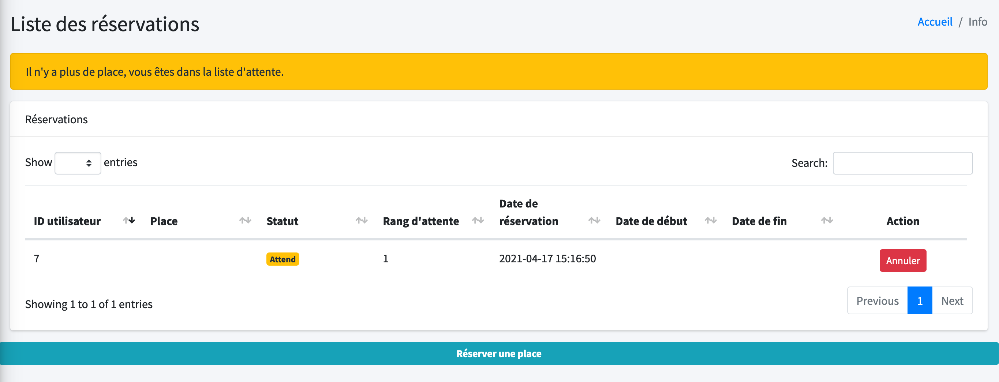 Liste des réservations
Accueil / Info
Il n'y a plus de place, vous êtes dans la liste d'attente.
Réservations
Show entries
Search:
ID utilisateur Place Statut Rang d'attente Date de réservation Date de début Date de fin Action
7 Attend 1 2021-04-17 15:16:50 Annuler
Showing 1 to 1 of 1 entries
Previous 1 Next
Réserver une place